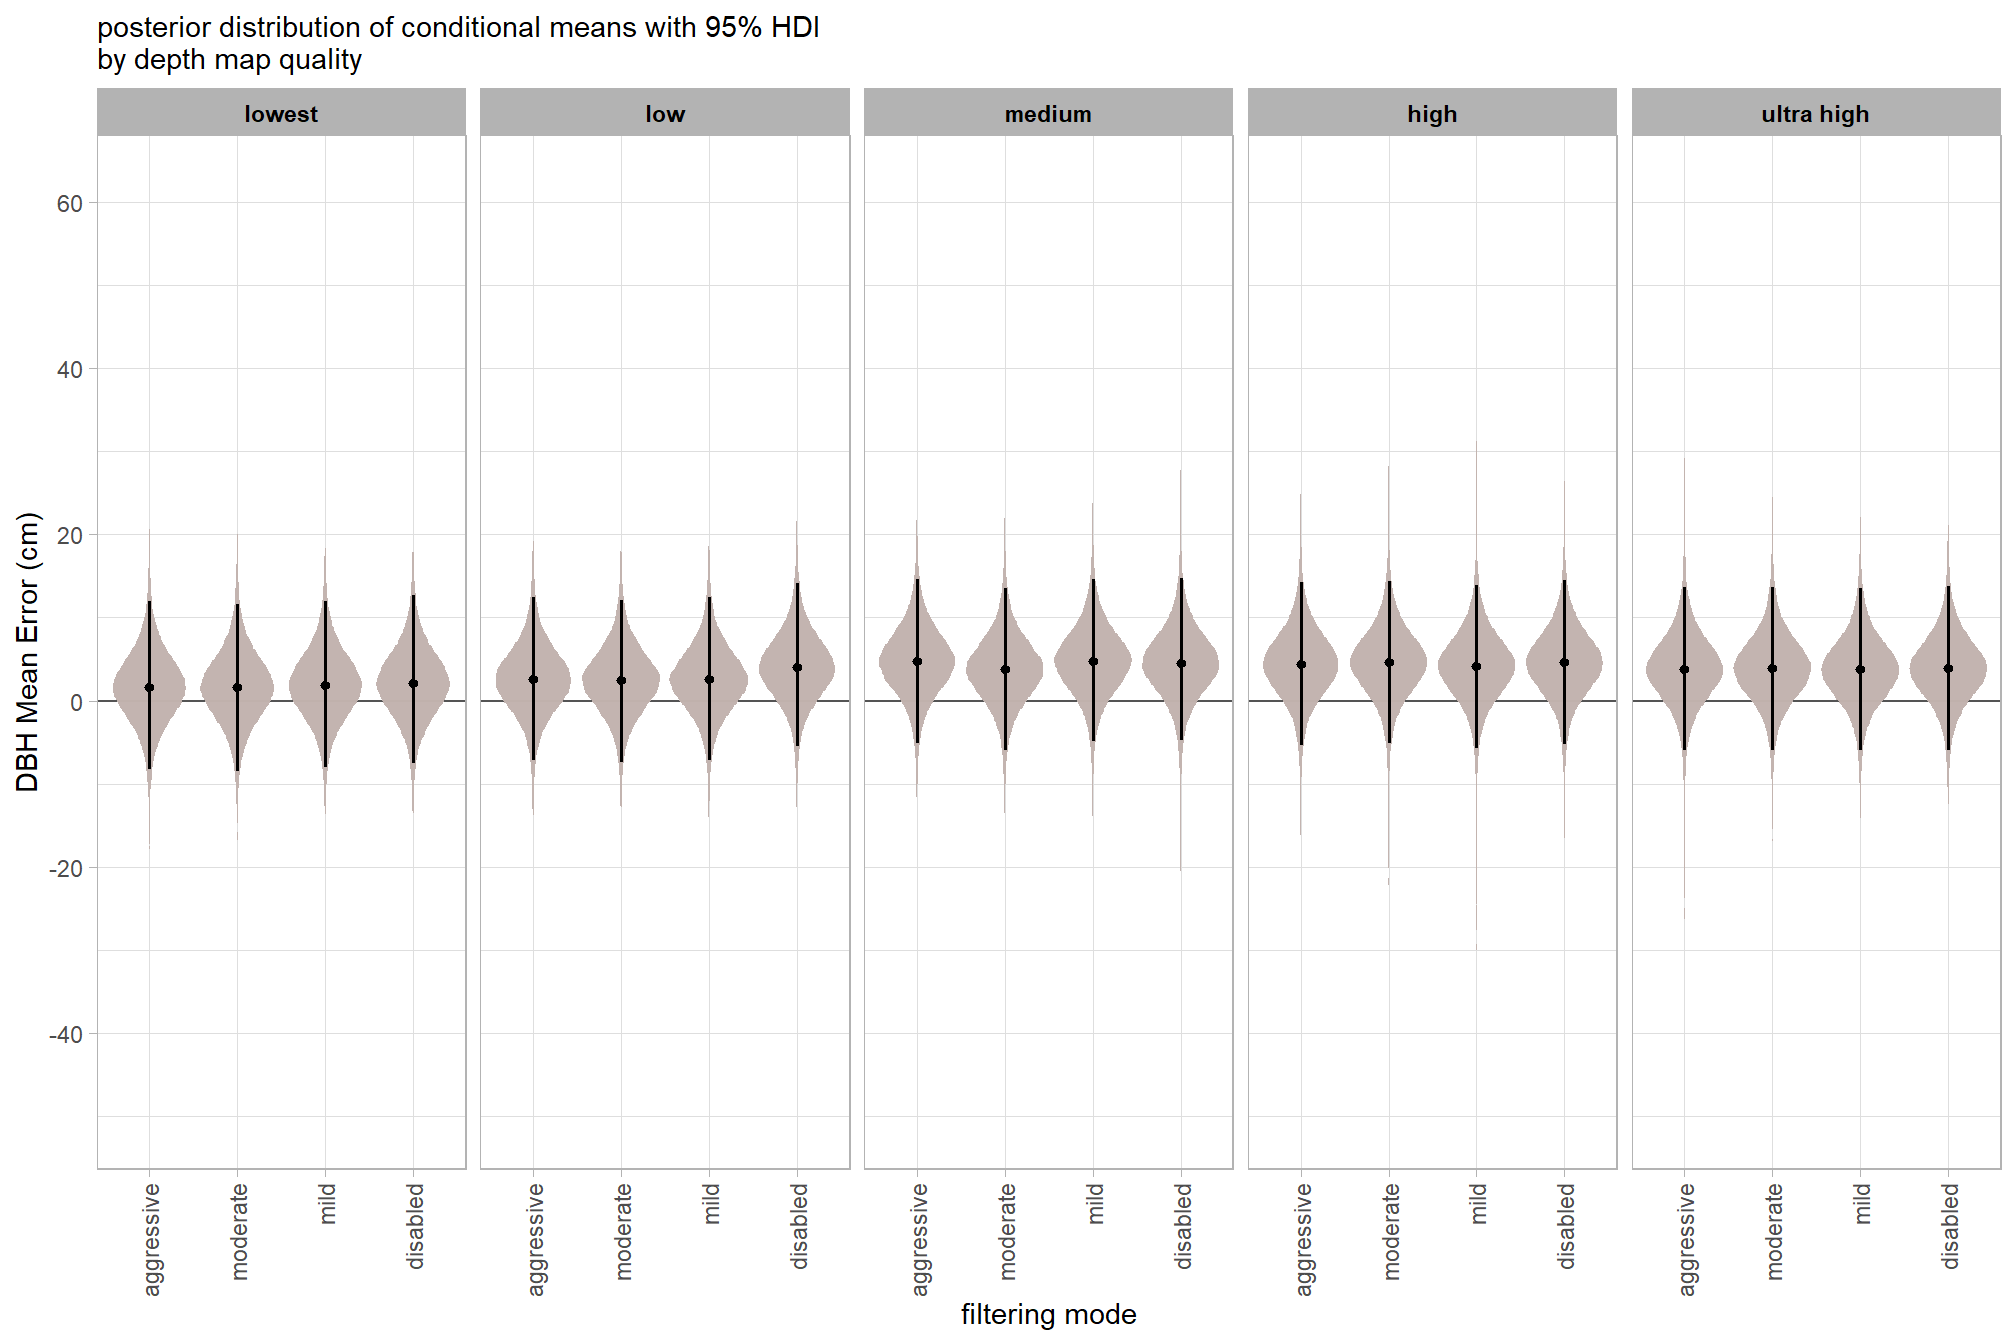 posterior distribution of conditional means with 95% HDI
by depth map quality
lowest
low
medium
high
ultra high
DBH Mean Error (cm)
60
40
20
0
-20
-40
aggressive
moderate
mild
disabled
aggressive
moderate
mild
disabled
aggressive
moderate
mild
disabled
aggressive
moderate
mild
disabled
aggressive
moderate
mild
disabled
filtering mode